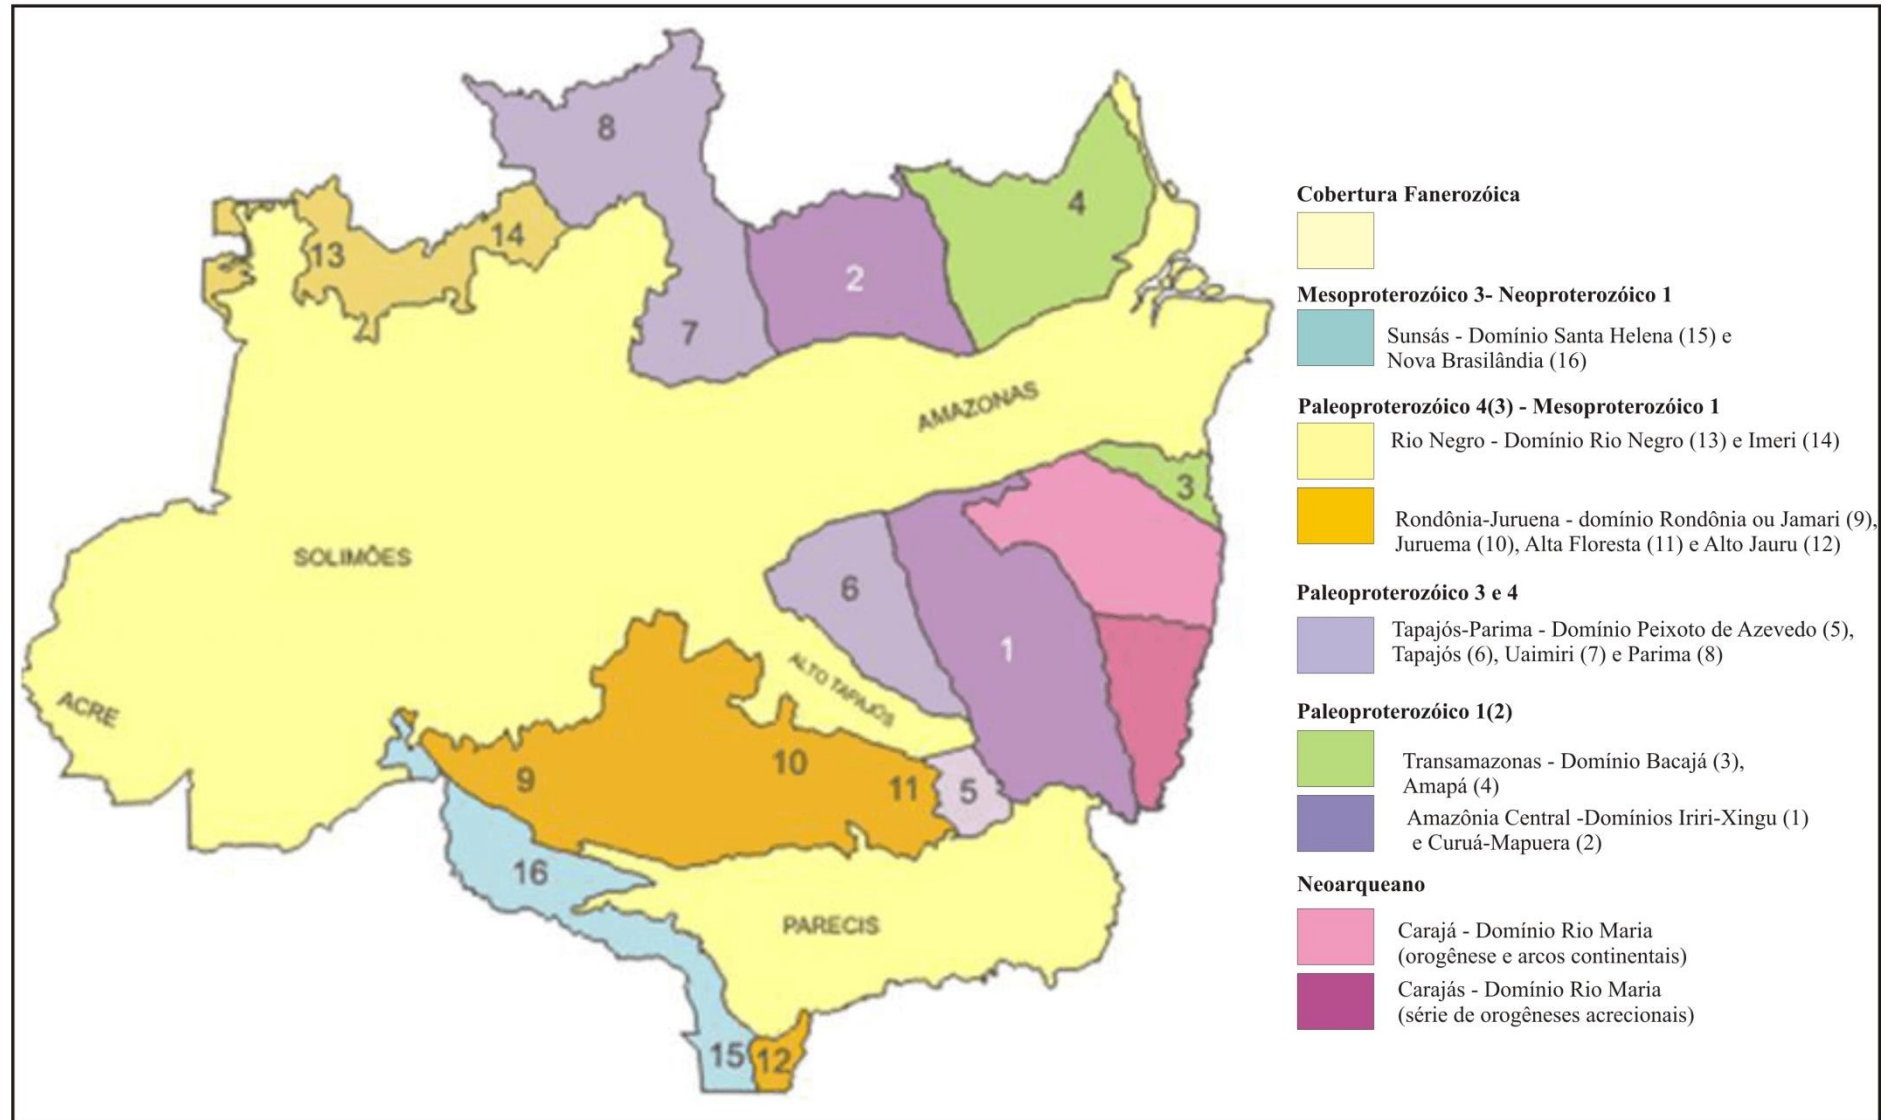 8
4
14
13
2
7
AMAZONAS
3
SOLIMÕES
6
1
ALTO TAPAJOS
ACRE
10
9
11
5
16
PARECIS
15
12
Cobertura Fanerozóica
Mesoproterozóico 3- Neoproterozóico 1
Sunsás - Domínio Santa Helena (15) e
Nova Brasilândia (16)
Paleoproterozóico 4(3) - Mesoproterozóico 1
Rio Negro - Domínio Rio Negro (13) e Imeri (14)
Rondônia-Juruena - domínio Rondônia ou Jamari (9),
Juruema (10), Alta Floresta (11) e Alto Jauru (12)
Paleoproterozóico 3 e 4
Tapajós-Parima - Domínio Peixoto de Azevedo (5),
Tapajós (6), Uaimiri (7) e Parima (8)
Paleoproterozóico 1(2)
Transamazonas - Domínio Bacajá (3),
Amapá (4)
Amazônia Central -Domínios Iriri-Xingu (1)
e Curuá-Mapuera (2)
Neoarqueano
Carajá - Domínio Rio Maria
(orogênese e arcos continentais)
Carajás - Domínio Rio Maria
(série de orogêneses acrecionais)